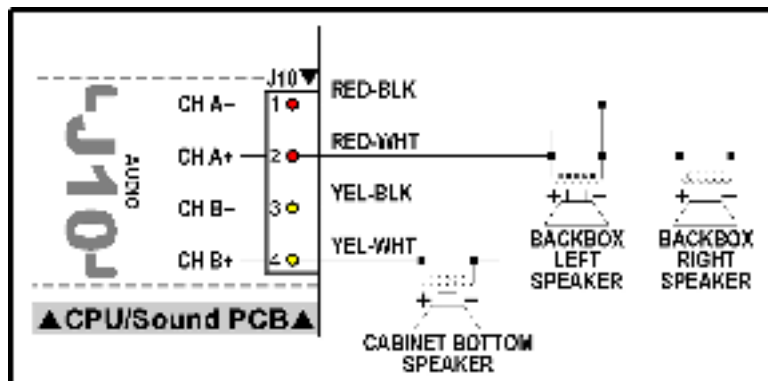 J10▼
RED-BLK
CH A- 1
RED-WHT
CH A+ 2
J10
AUDIO
YEL-BLK
CH B- 3
YEL-WHT
CH B+ 4
+ -
BACKBOX
LEFT
SPEAKER
+ -
BACKBOX
RIGHT
SPEAKER
+ -
CABINET BOTTOM
SPEAKER
▲CPU/Sound PCB▲